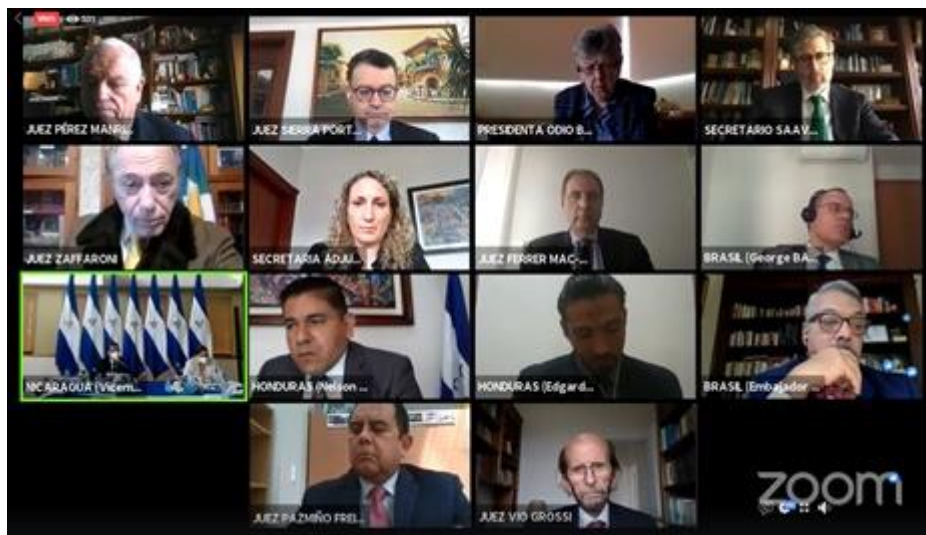 JUEZ PÉREZ MANRI...
JUEZ SIERRA PORT...
PRESIDENTA ODIO B...
SECRETARIO SAAV...
JUEZ ZAFFARONI
SECRETARIA ADJU...
JUEZ FERRER MAC-...
BRASIL (George BA...
NICARAGUA (Vicem...
HONDURAS (Nelson ...
HONDURAS (Edgard...
BRASIL (Embajador ...
JUEZ PAZMIÑO FREI...
JUEZ VIO GROSSI
zoom